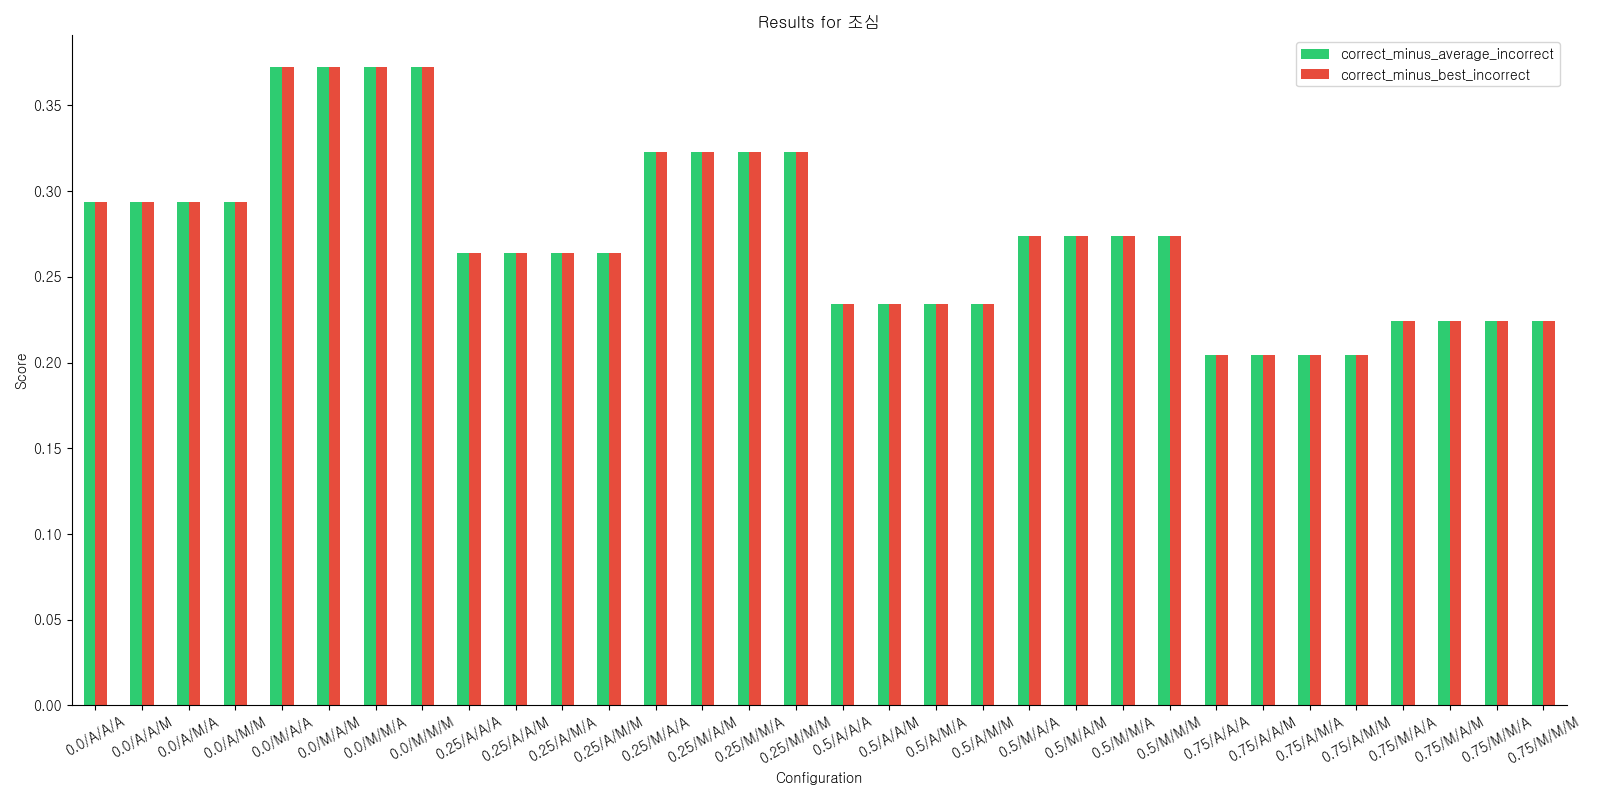 Results for 조심
correct_minus_average_incorrect
correct_minus_best_incorrect
Score
0.35
0.30
0.25
0.20
0.15
0.10
0.05
0.00
0.0/A/A/A
0.0/A/A/M
0.0/A/M/A
0.0/A/M/M
0.0/M/A/A
0.0/M/A/M
0.0/M/M/A
0.0/M/M/M
0.25/A/A/A
0.25/A/A/M
0.25/A/M/A
0.25/A/M/M
0.25/M/A/A
0.25/M/A/M
0.25/M/M/A
0.25/M/M/M
0.5/A/A/A
0.5/A/A/M
0.5/A/M/A
0.5/A/M/M
0.5/M/A/A
0.5/M/A/M
0.5/M/M/A
0.5/M/M/M
0.75/A/A/A
0.75/A/A/M
0.75/A/M/A
0.75/A/M/M
0.75/M/A/A
0.75/M/A/M
0.75/M/M/A
0.75/M/M/M
Configuration